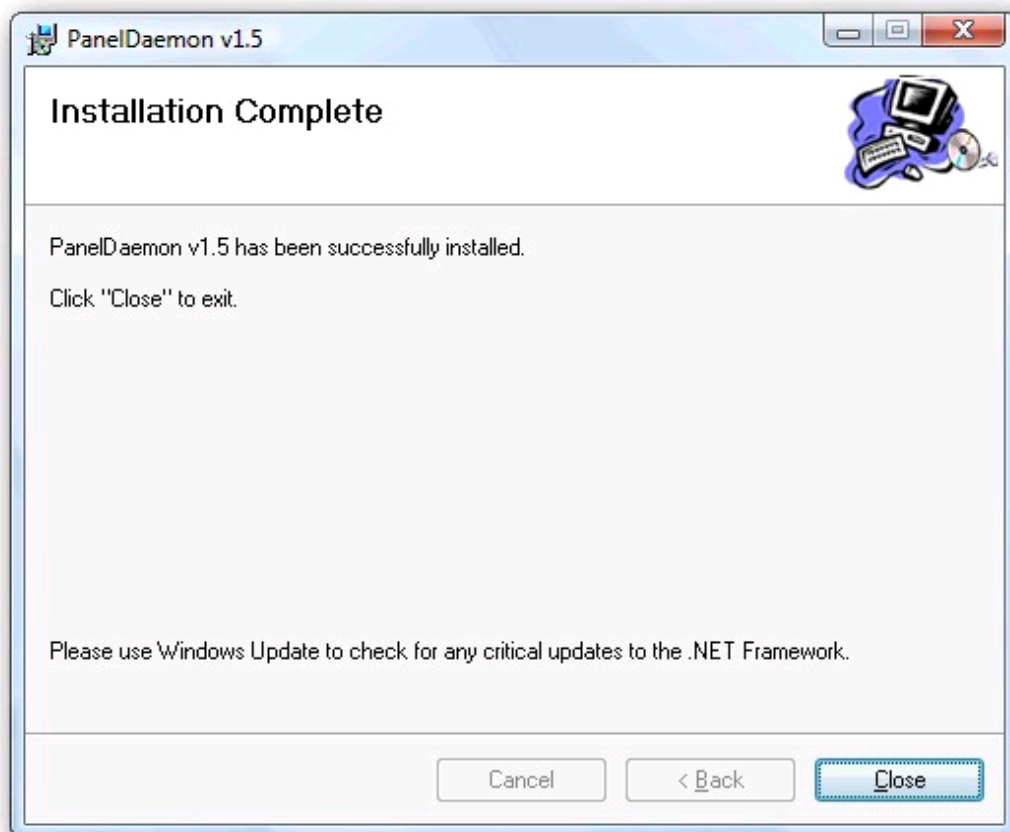 PanelDaemon v1.5
Installation Complete
PanelDaemon v1.5 has been successfully installed.
Click "Close" to exit.
Please use Windows Update to check for any critical updates to the .NET Framework.
Cancel
< Back
Close